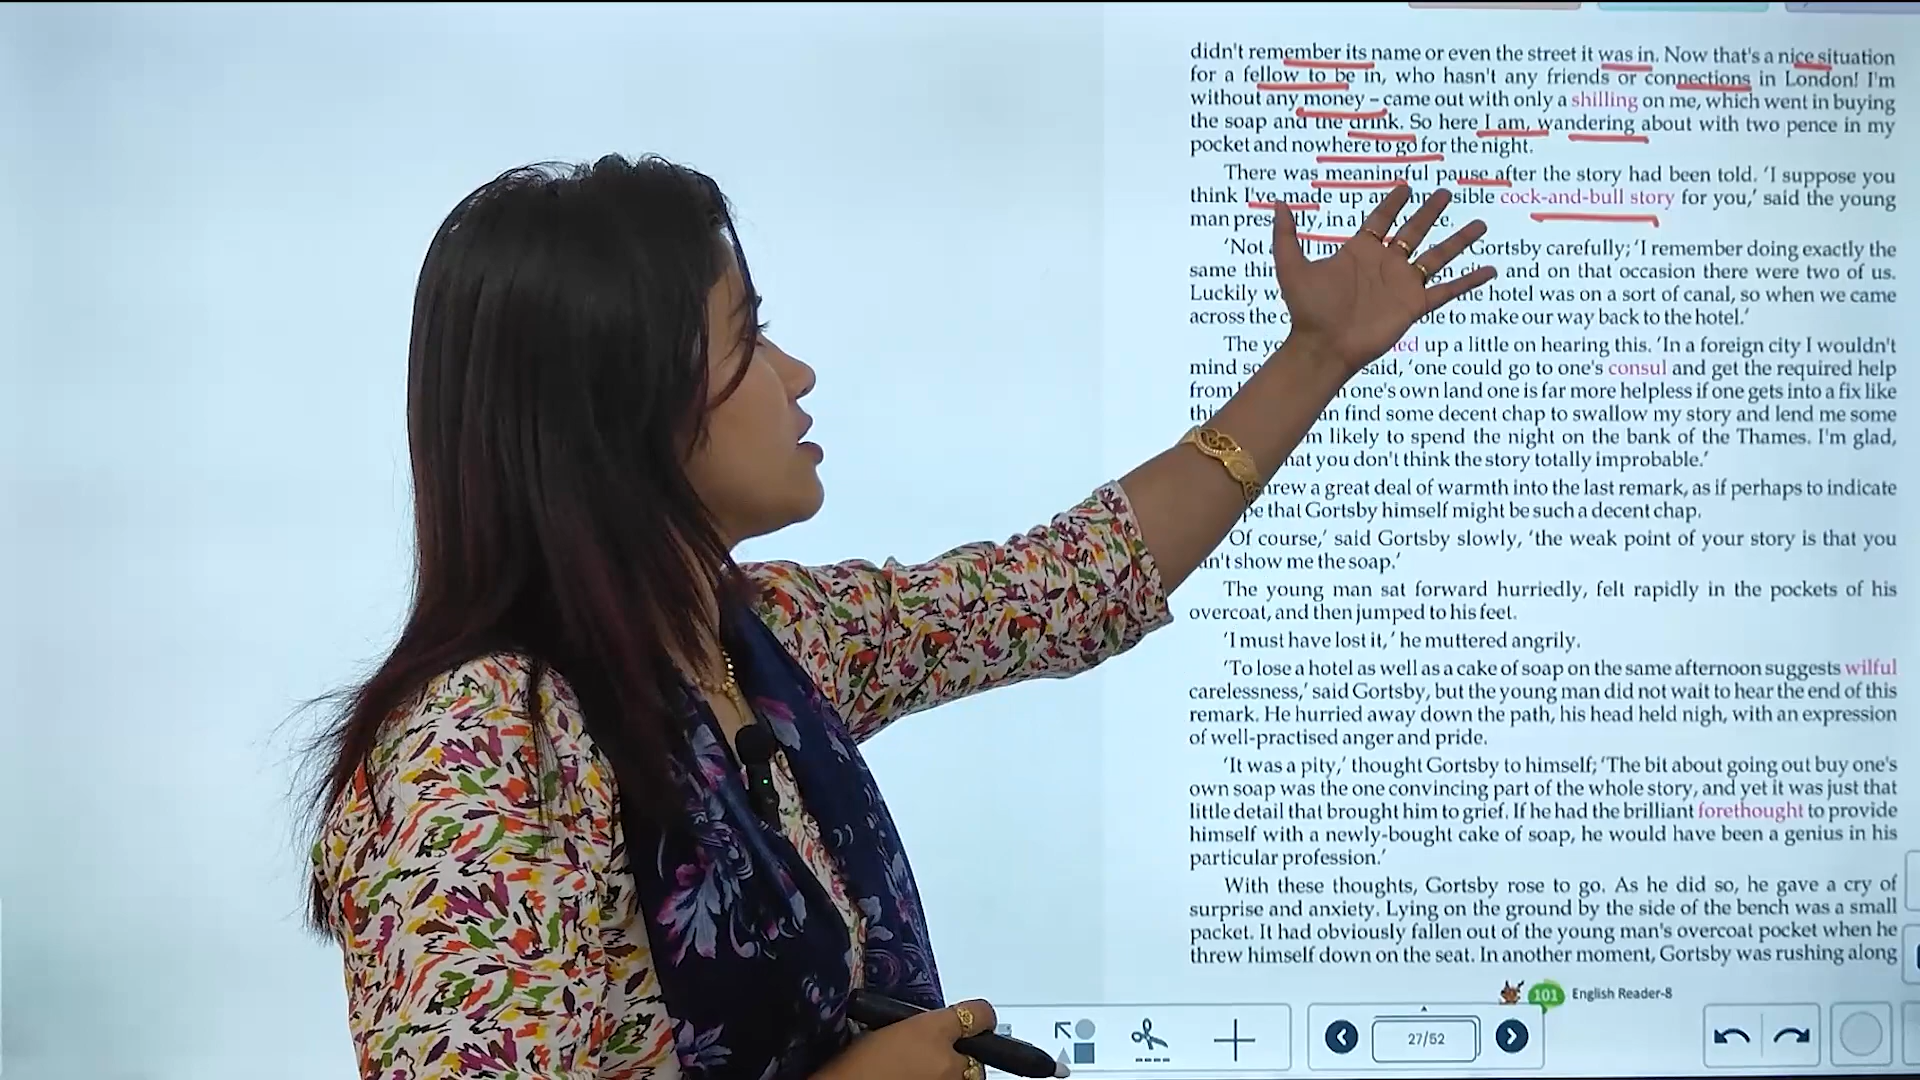 didn't remember its name or even the street it was in. Now that's a nice situation
for a fellow to be in, who hasn't any friends or connections in London! I'm
without any money – came out with only a shilling on me, which went in buying
the soap and the drink. So here I am, wandering about with two pence in my
pocket and nowhere to go for the night.
There was meaningful pause after the story had been told. 'I suppose you
think I've made up an cock-and-bull story for you,' said the young
man in a
'Not Gortsby carefully; 'I remember doing exactly the
same and on that occasion there were two of us.
Luckily hotel was on a sort of canal, so when we came
across the to make our way back to the hotel.'
The up a little on hearing this. 'In a foreign city I wouldn't
mind said, 'one could go to one's consul and get the required help
from one's own land one is far more helpless if one gets into a fix like
find some decent chap to swallow my story and lend me some
likely to spend the night on the bank of the Thames. I'm glad,
you don't think the story totally improbable.'
a great deal of warmth into the last remark, as if perhaps to indicate
that Gortsby himself might be such a decent chap.
Of course,' said Gortsby slowly, 'the weak point of your story is that you
show me the soap.'
The young man sat forward hurriedly, felt rapidly in the pockets of his
overcoat, and then jumped to his feet.
'I must have lost it,' he muttered angrily.
'To lose a hotel as well as a cake of soap on the same afternoon suggests wilful
carelessness,' said Gortsby, but the young man did not wait to hear the end of this
remark. He hurried away down the path, his head held nigh, with an expression
of well-practised anger and pride.
'It was a pity,' thought Gortsby to himself; 'The bit about going out buy one's
own soap was the one convincing part of the whole story, and yet it was just that
little detail that brought him to grief. If he had the brilliant forethought to provide
himself with a newly-bought cake of soap, he would have been a genius in his
particular profession.'
With these thoughts, Gortsby rose to go. As he did so, he gave a cry of
surprise and anxiety. Lying on the ground by the side of the bench was a small
packet. It had obviously fallen out of the young man's overcoat pocket when he
threw himself down on the seat. In another moment, Gortsby was rushing along
101 English Reader-8
27/52